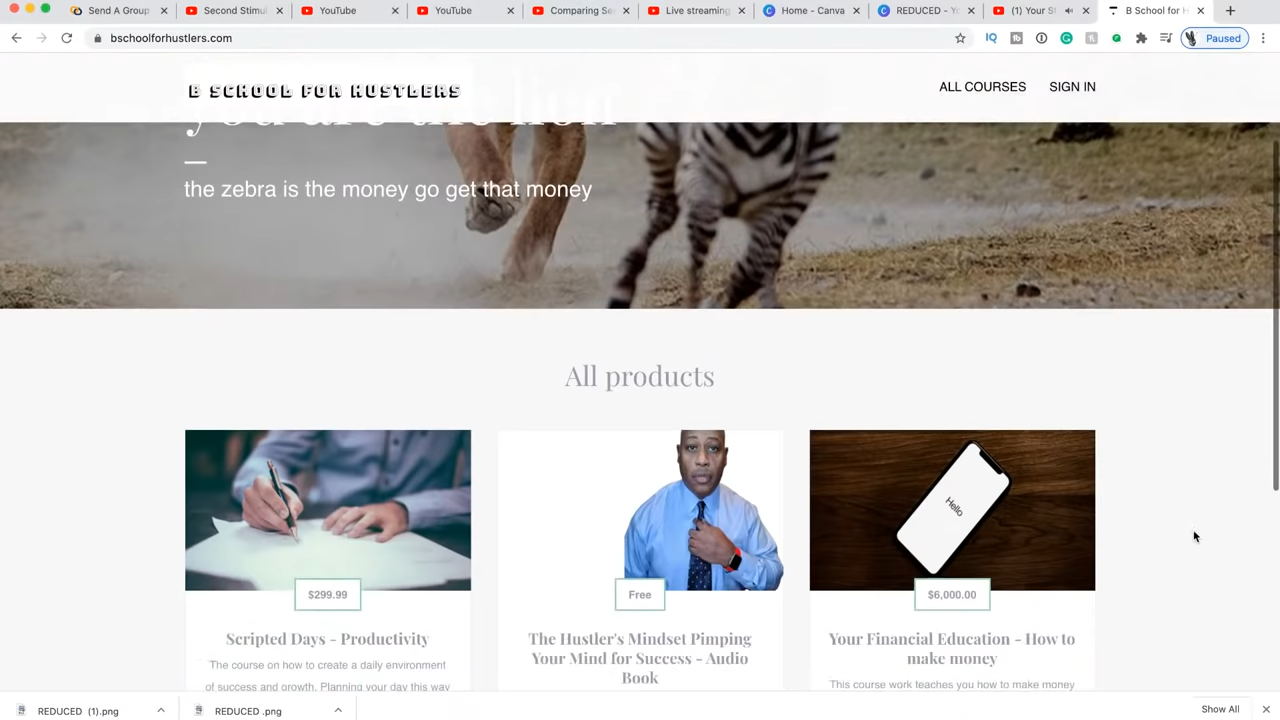 Send A Group
Second Stimul
YouTube
YouTube
Comparing Se
Live streaming
Home - Canva
REDUCED - Yo
(1) Your S
B School for H
bschoolforhustlers.com
Paused
B SCHOOL FOR HUSTLERS
ALL COURSES
SIGN IN
you are the lion
the zebra is the money go get that money
All products
Hello
$299.99
Free
$6,000.00
Scripted Days - Productivity
The course on how to create a daily environment
of success and growth. Planning your day this way
The Hustler's Mindset Pimping
Your Mind for Success - Audio
Book
Your Financial Education - How to
make money
This course work teaches you how to make money
REDUCED (1).png
REDUCED .png
Show All